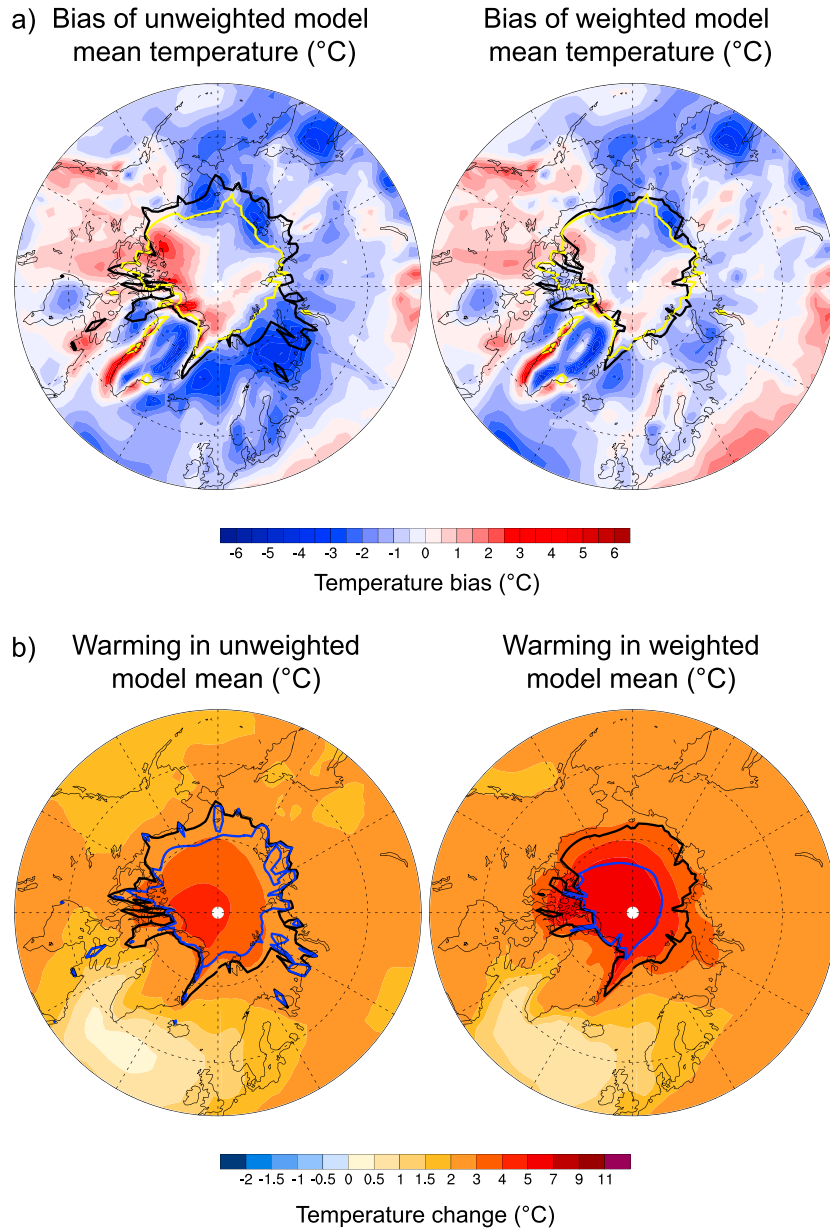 a) Bias of unweighted model
mean temperature (°C)
Bias of weighted model
mean temperature (°C)
-6 -5 -4 -3 -2 -1 0 1 2 3 4 5 6
Temperature bias (°C)
b) Warming in unweighted
model mean (°C)
Warming in weighted
model mean (°C)
-2 -1.5 -1 -0.5 0 0.5 1 1.5 2 3 4 5 7 9 11
Temperature change (°C)